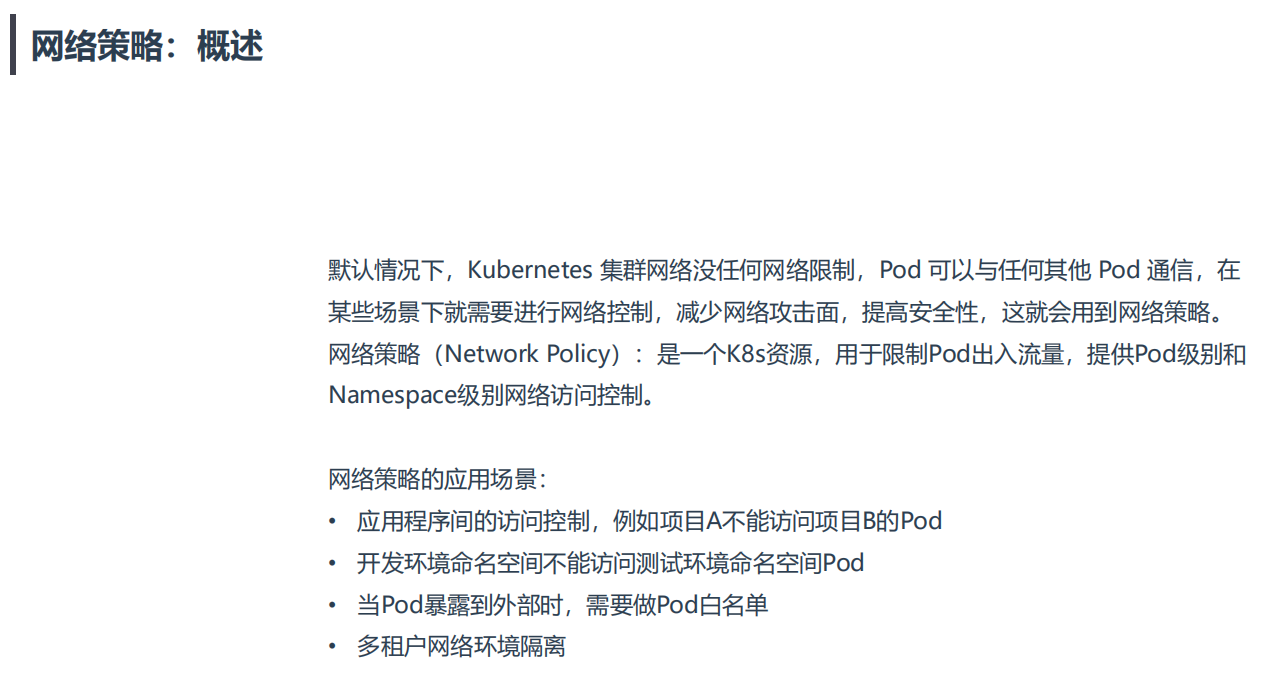 网络策略：概述
默认情况下，Kubernetes 集群网络没任何网络限制，Pod 可以与任何其他 Pod 通信，在
某些场景下就需要进行网络控制，减少网络攻击面，提高安全性，这就会用到网络策略。
网络策略（Network Policy）：是一个K8s资源，用于限制Pod出入流量，提供Pod级别和
Namespace级别网络访问控制。
网络策略的应用场景：
• 应用程序间的访问控制，例如项目A不能访问项目B的Pod
• 开发环境命名空间不能访问测试环境命名空间Pod
• 当Pod暴露到外部时，需要做Pod白名单
• 多租户网络环境隔离